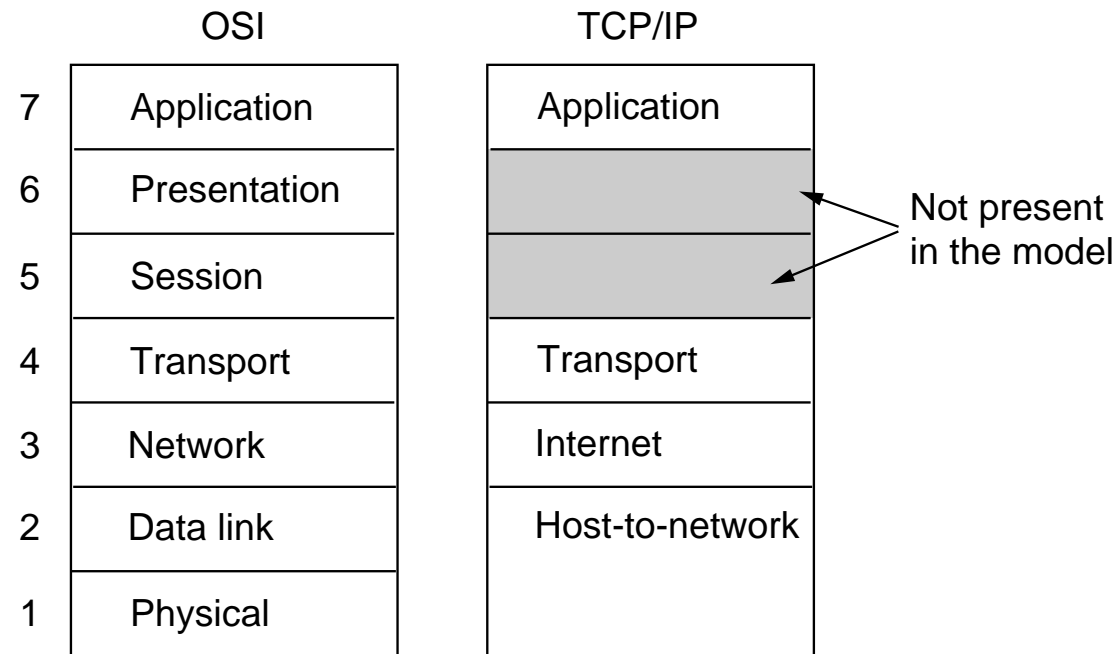 OSI TCP/IP
7 Application Application
6 Presentation
Not present
in the model
5 Session
4 Transport Transport
3 Network Internet
2 Data link Host-to-network
1 Physical